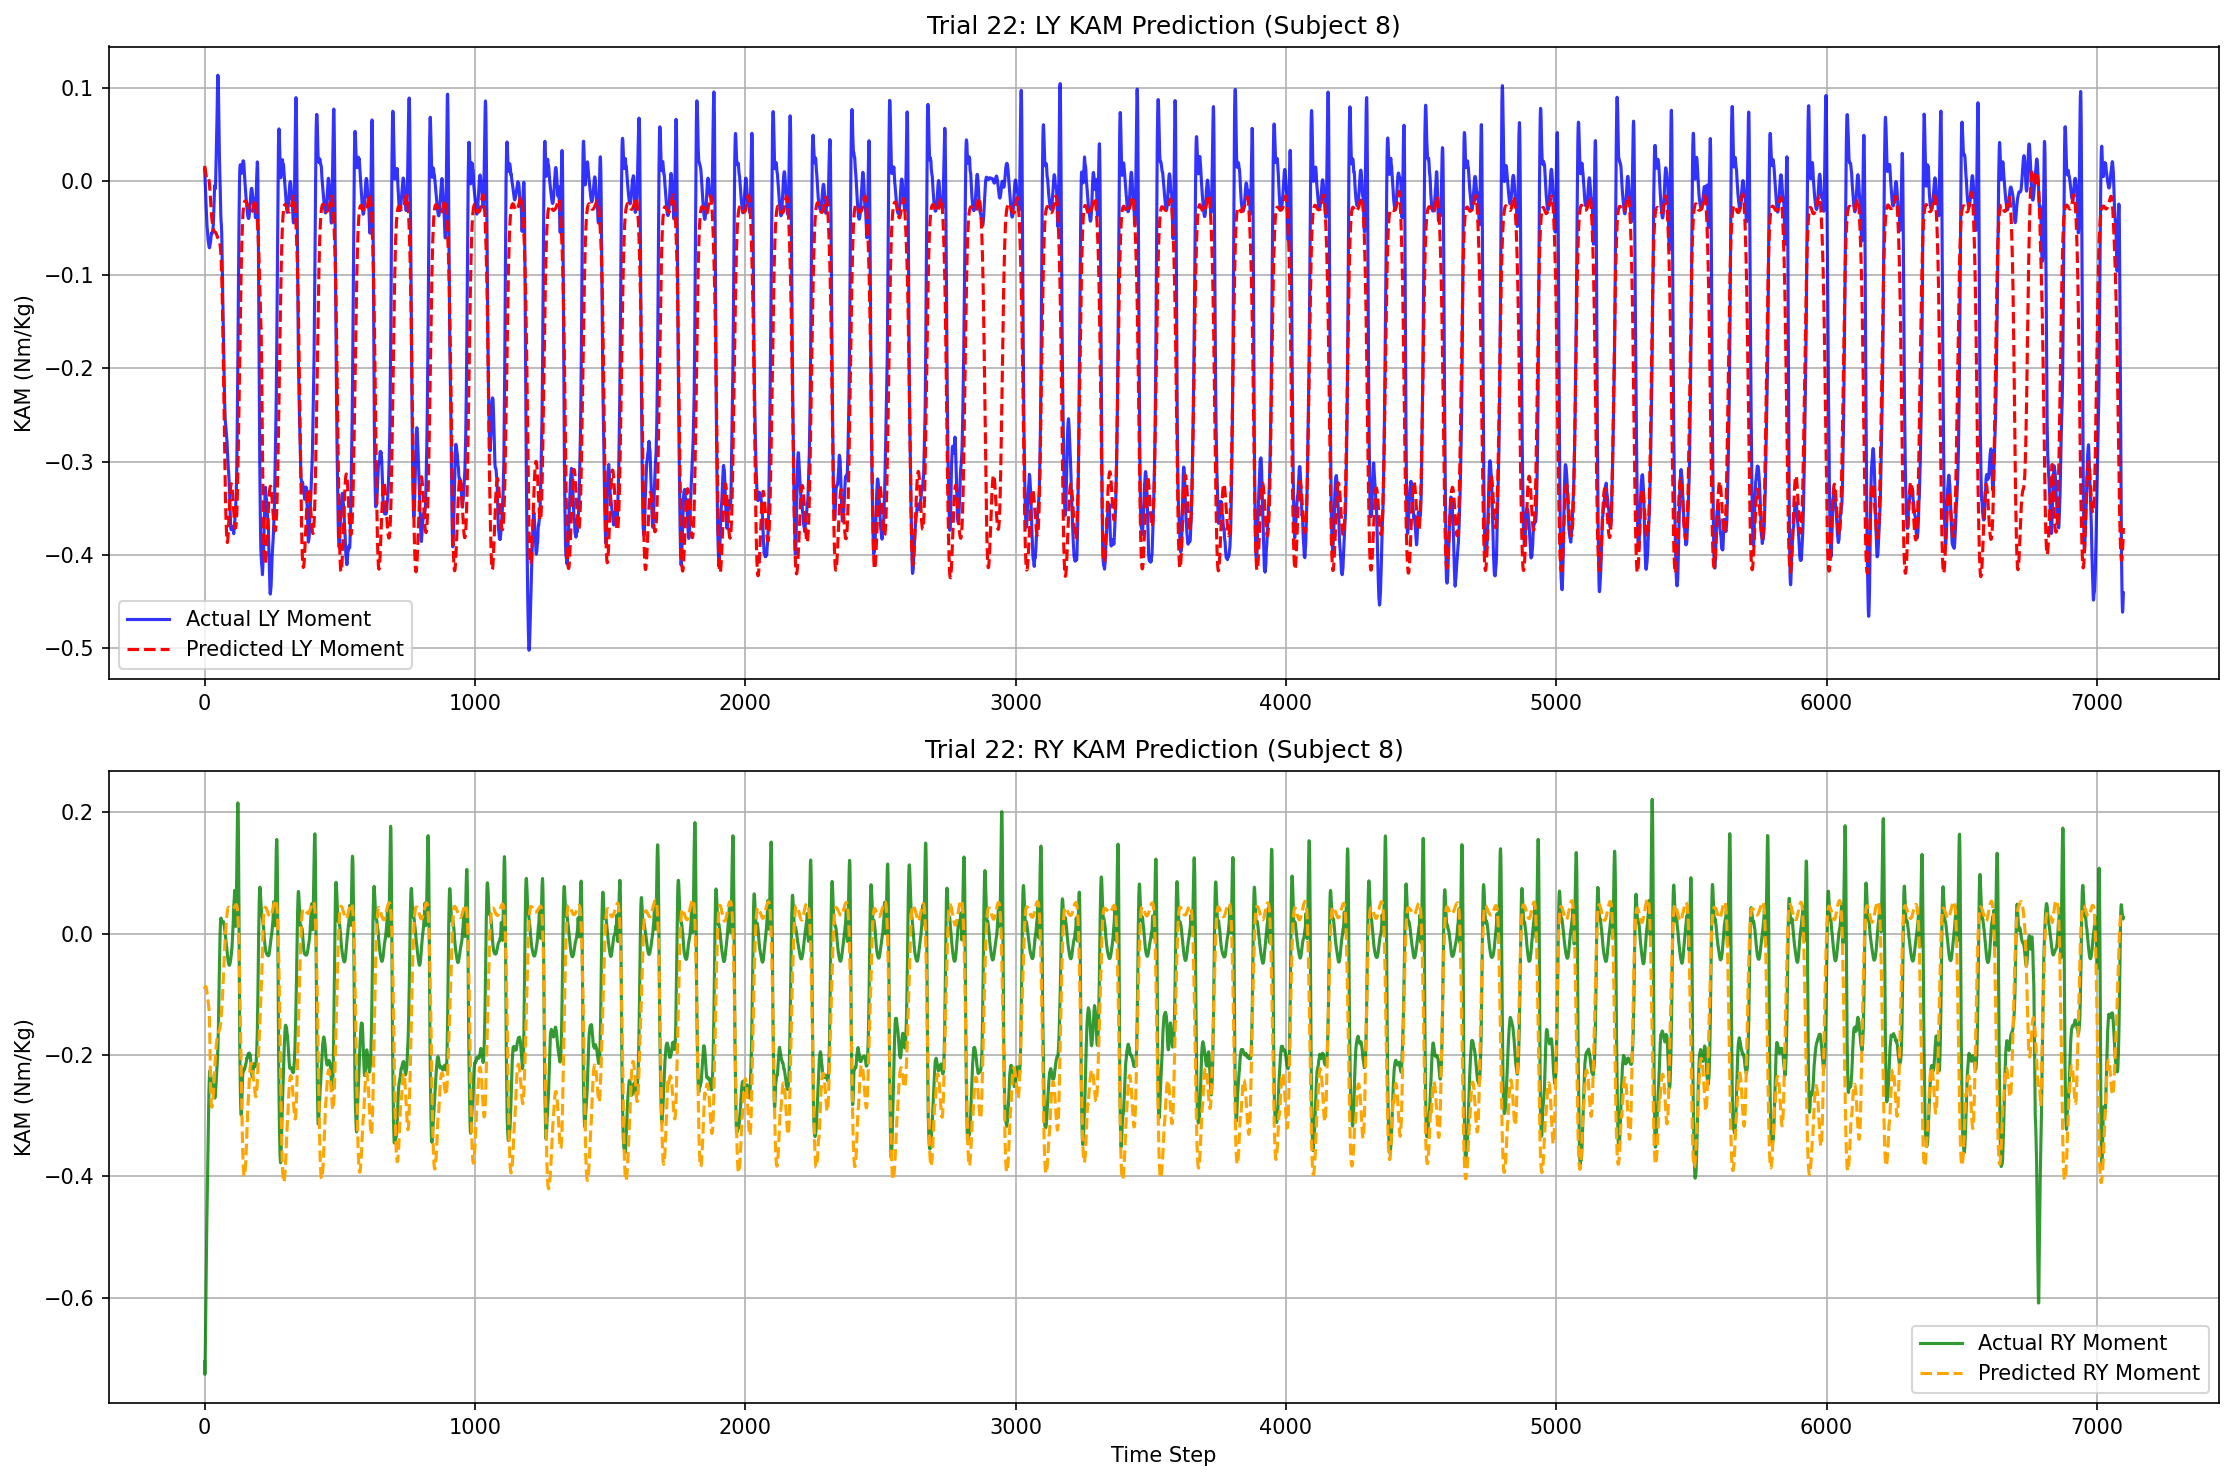 Trial 22: LY KAM Prediction (Subject 8)
KAM (Nm/Kg)
0.1
0.0
−0.1
−0.2
−0.3
−0.4
−0.5
Actual LY Moment
Predicted LY Moment
0 1000 2000 3000 4000 5000 6000 7000
Trial 22: RY KAM Prediction (Subject 8)
KAM (Nm/Kg)
0.2
0.0
−0.2
−0.4
−0.6
Actual RY Moment
Predicted RY Moment
0 1000 2000 3000 4000 5000 6000 7000
Time Step